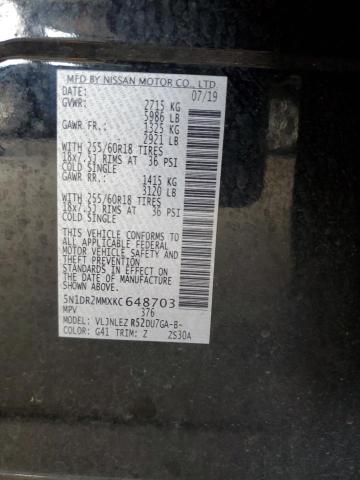 MFD BY NISSAN MOTOR CO., LTD.
07/19
GVWR: 2715 KG
5986 LB
GAWR FR.: 1325 KG
2921 LB
WITH 255/60R18 TIRES
18x7.5J RIMS AT 36 PSI
COLD SINGLE
GAWR RR.: 1415 KG
3120 LB
WITH 255/60R18 TIRES
18x7.5J RIMS AT 36 PSI
COLD SINGLE
THIS VEHICLE CONFORMS TO ALL
APPLICABLE FEDERAL
MOTOR VEHICLE SAFETY AND
THEFT PREVENTION STANDARDS
IN EFFECT ON THE DATE OF
MANUFACTURE SHOWN
ABOVE.
5N1DR2MMXKC648703
MPV 376
MODEL: VLJNLEZ R52DU7GA-B-
COLOR: G41 TRIM: Z 2S30A